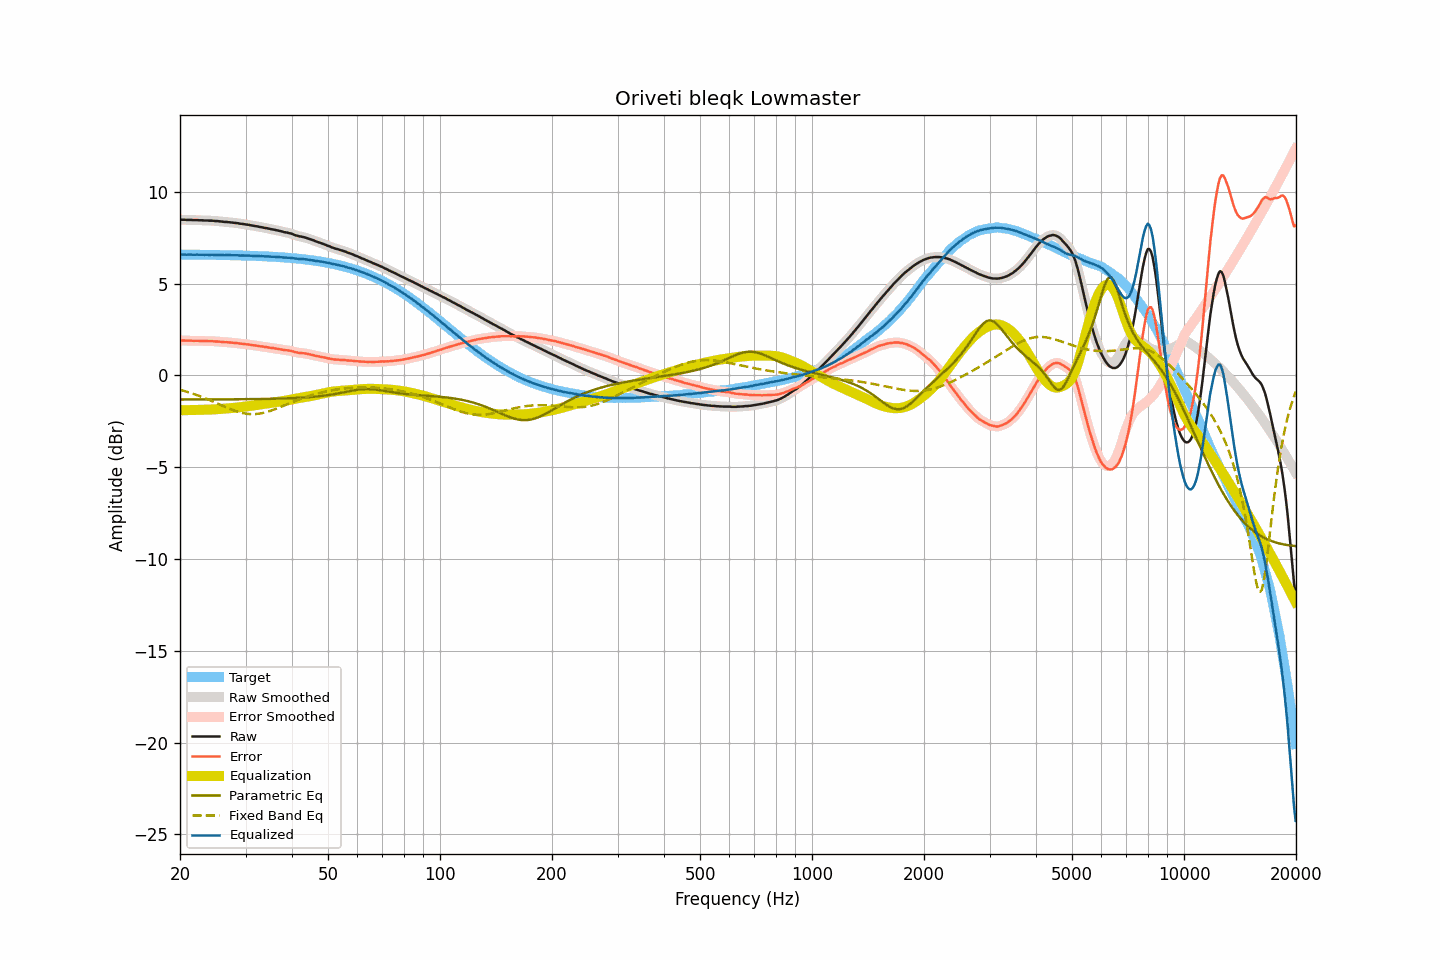 Oriveti bleqk Lowmaster
Amplitude (dBr)
10
5
0
−5
−10
−15
−20
−25
Target
Raw Smoothed
Error Smoothed
Raw
Error
Equalization
Parametric Eq
Fixed Band Eq
Equalized
20 50 100 200 500 1000 2000 5000 10000 20000
Frequency (Hz)